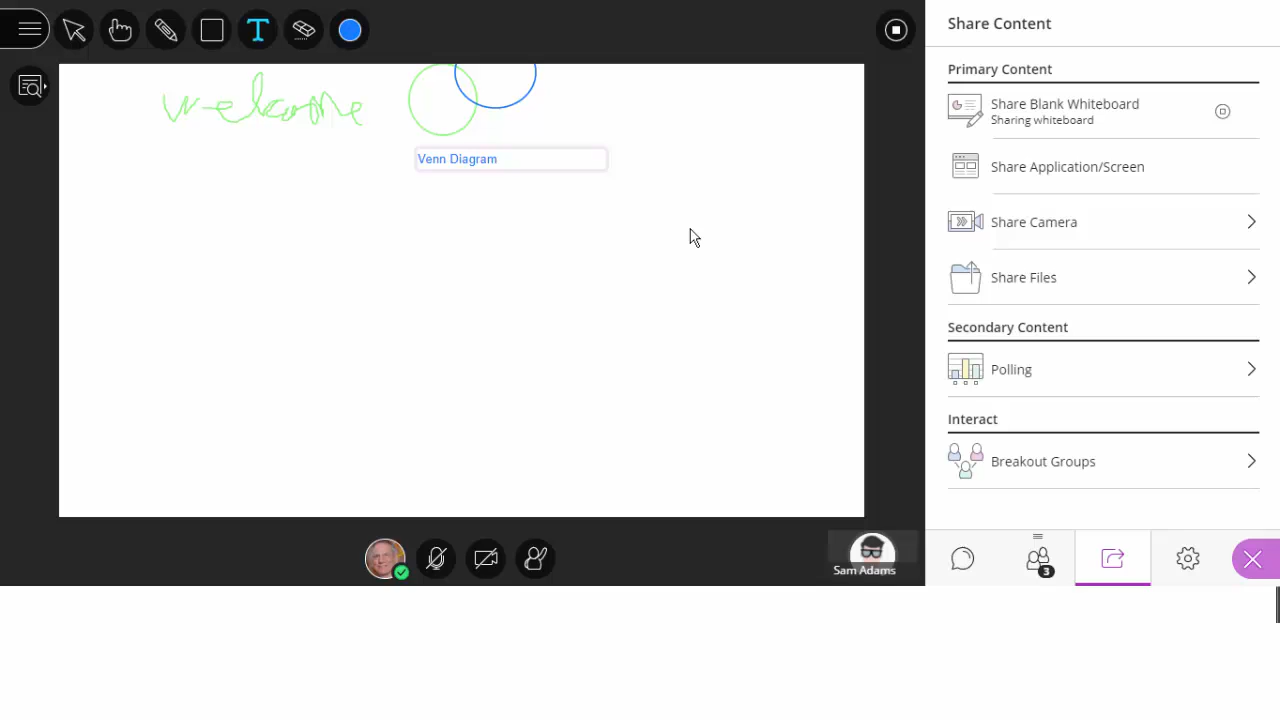 welcome
Venn Diagram
Sam Adams
Share Content
Primary Content
Share Blank Whiteboard
Sharing whiteboard
Share Application/Screen
Share Camera
Share Files
Secondary Content
Polling
Interact
Breakout Groups
3